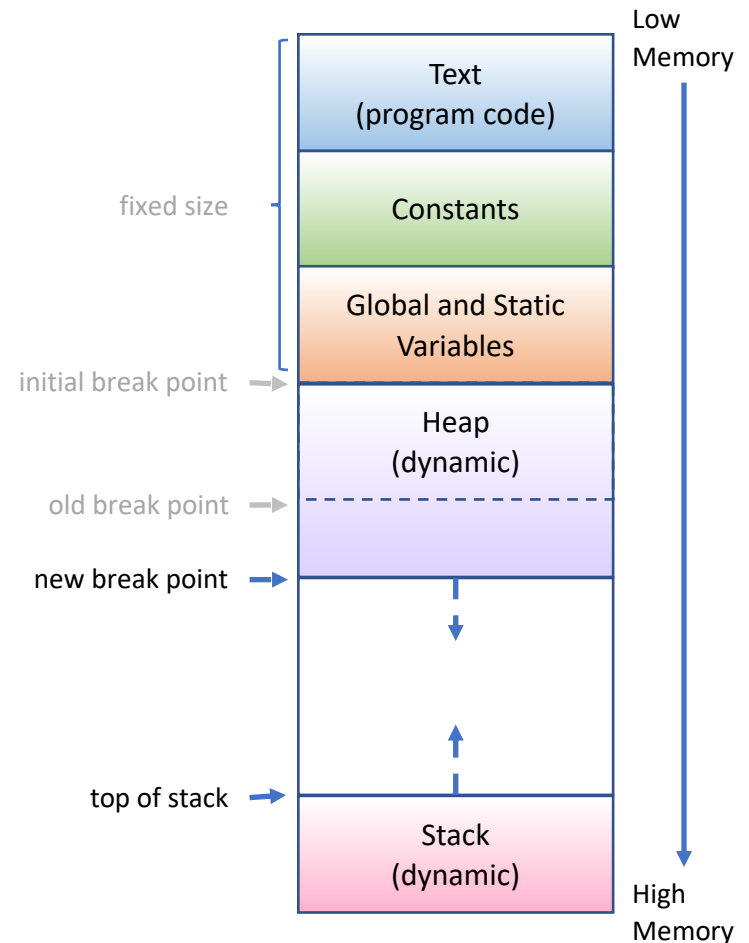 Low
Memory
Text
(program code)
fixed size
Constants
Global and Static
Variables
initial break point
Heap
(dynamic)
old break point
new break point
top of stack
Stack
(dynamic)
High
Memory